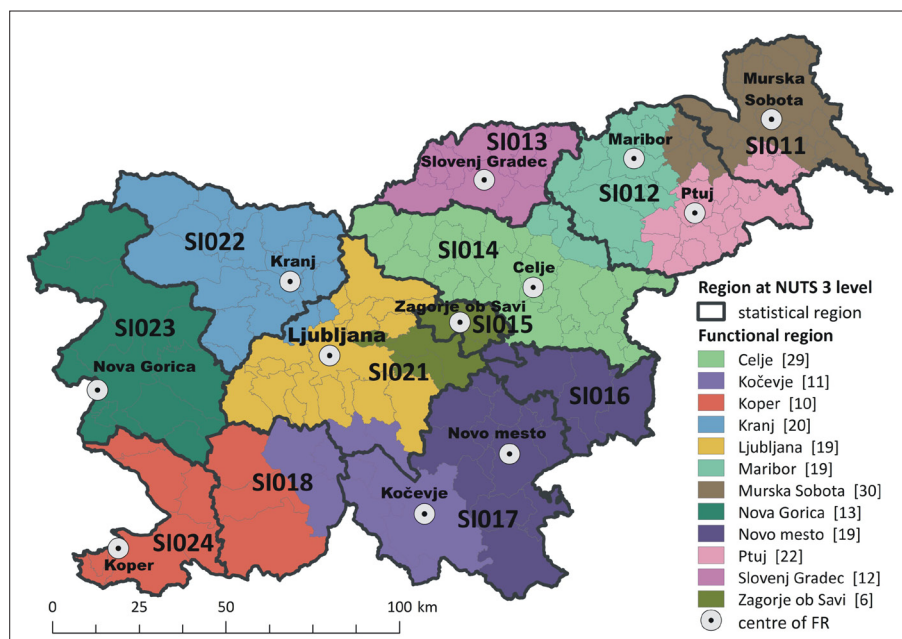 Murska
Sobota
SI013
Slovenj Gradec
Maribor
SI011
SI012
Ptuj
SI022
SI014
Kranj
Celje
SI023
Zagorje ob Savi
SI015
Ljubljana
Nova Gorica
SI021
SI016
Novo mesto
SI018
Kočevje
SI017
SI024
Koper
0 25 50 100 km
Region at NUTS 3 level
statistical region
Functional region
Celje [29]
Kočevje [11]
Koper [10]
Kranj [20]
Ljubljana [19]
Maribor [19]
Murska Sobota [30]
Nova Gorica [13]
Novo mesto [19]
Ptuj [22]
Slovenj Gradec [12]
Zagorje ob Savi [6]
centre of FR